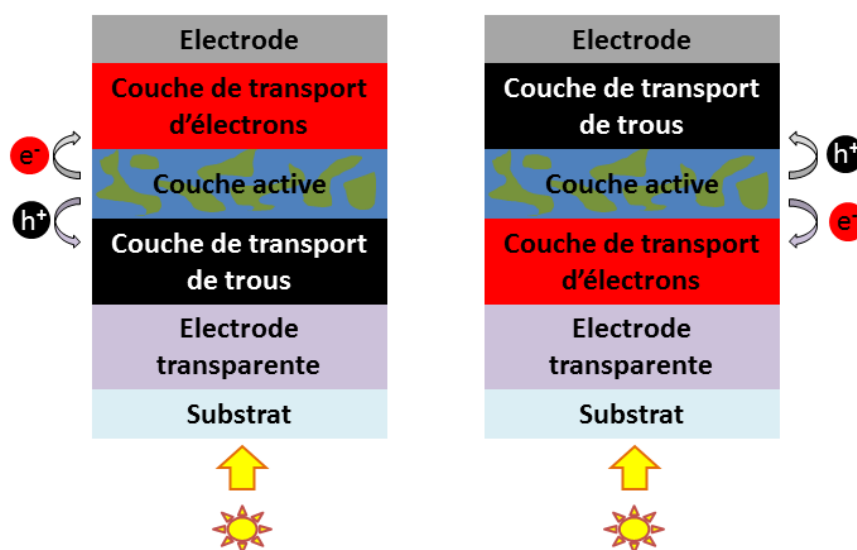 Electrode
Couche de transport
d'électrons
e-
Couche active
h+
Couche de transport
de trous
Electrode
transparente
Substrat
Electrode
Couche de transport
de trous
h+
Couche active
e-
Couche de transport
d'électrons
Electrode
transparente
Substrat